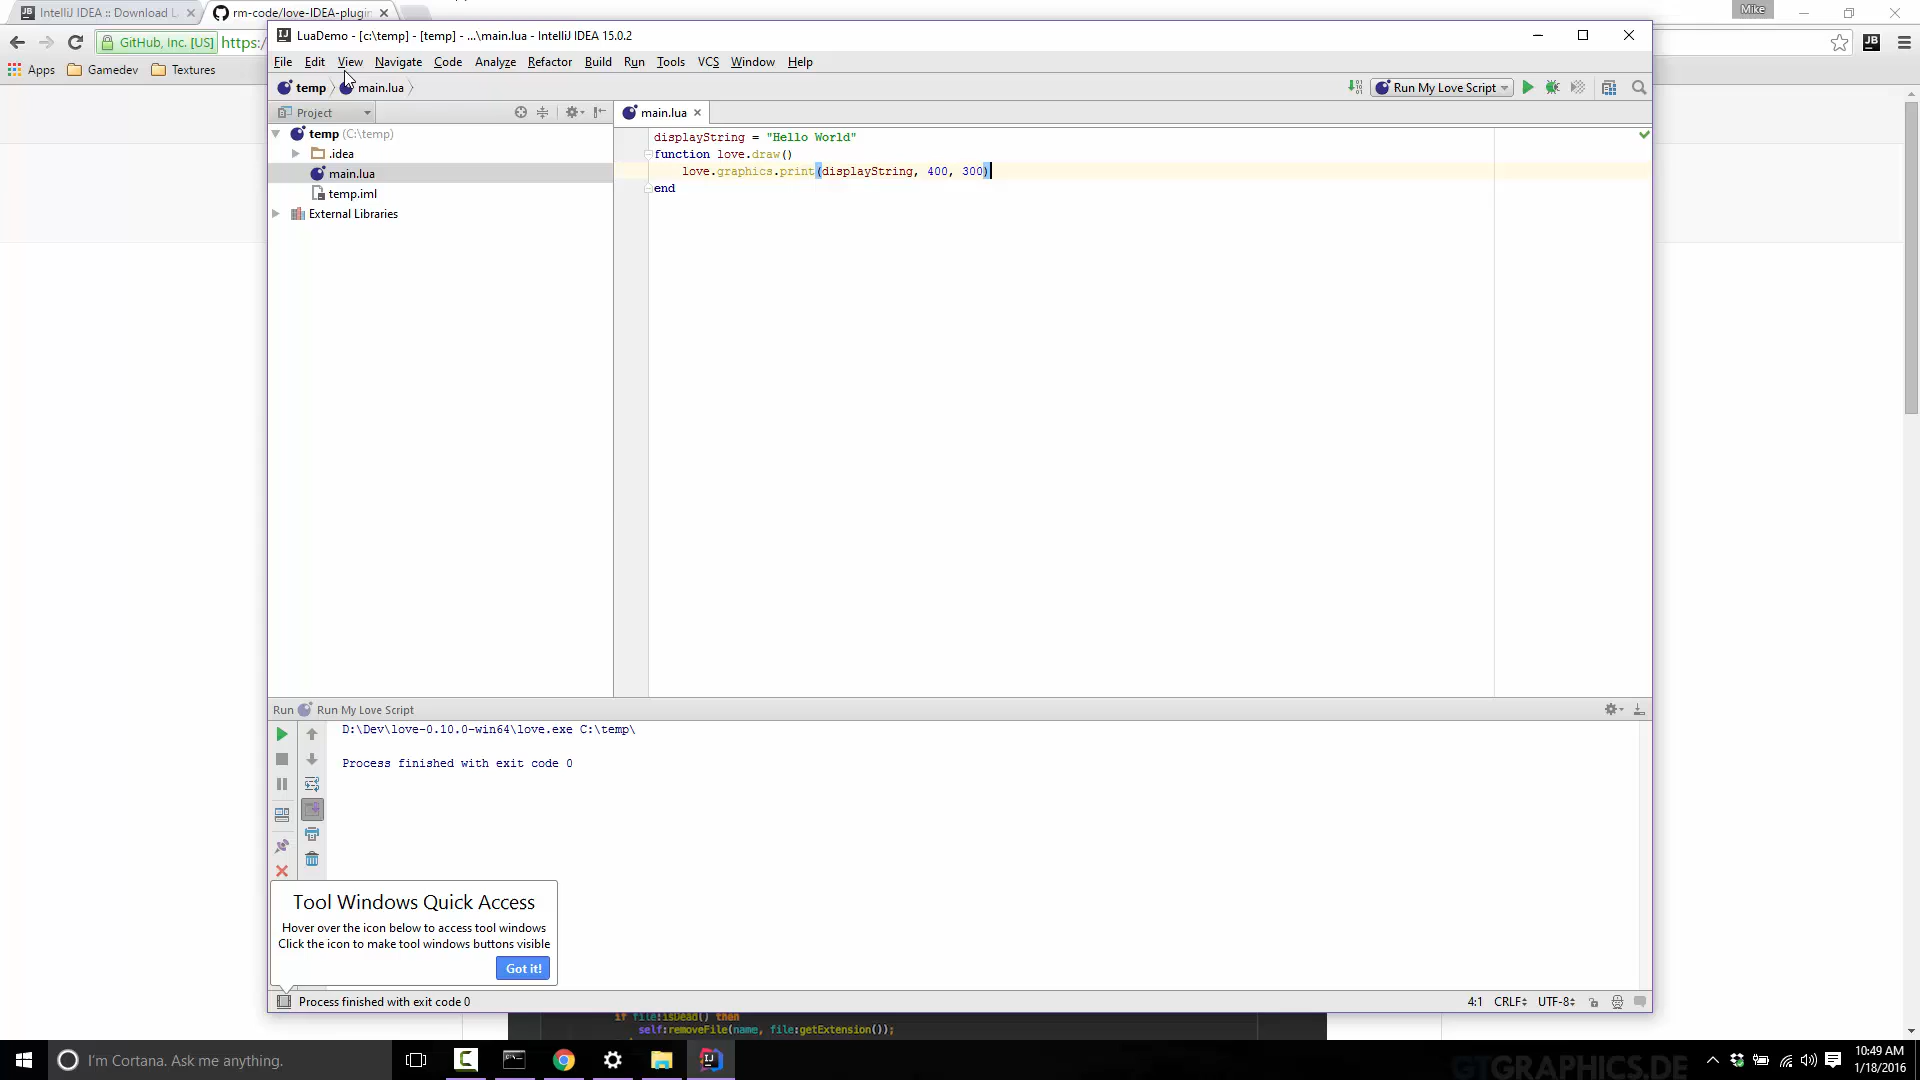 IntelliJ IDEA :: Download L
rm-code/love-IDEA-plugin
Mike
GitHub, Inc. [US] https:/
Apps Gamedev Textures
LuaDemo - [c:\temp] - [temp] - ...\main.lua - IntelliJ IDEA 15.0.2
File Edit View Navigate Code Analyze Refactor Build Run Tools VCS Window Help
temp main.lua
Run My Love Script
Project
main.lua
temp (C:\temp)
.idea
main.lua
temp.iml
External Libraries
displayString = "Hello World"
function love.draw()
love.graphics.print(displayString, 400, 300)
end
Run Run My Love Script
D:\Dev\love-0.10.0-win64\love.exe C:\temp\
Process finished with exit code 0
Tool Windows Quick Access
Hover over the icon below to access tool windows
Click the icon to make tool windows buttons visible
Got it!
Process finished with exit code 0
4:1 CRLF UTF-8
if file:isDead() then
self:removeFile(name, file:getExtension());
I'm Cortana. Ask me anything.
GTGRAPHICS.DE
10:49 AM
1/18/2016